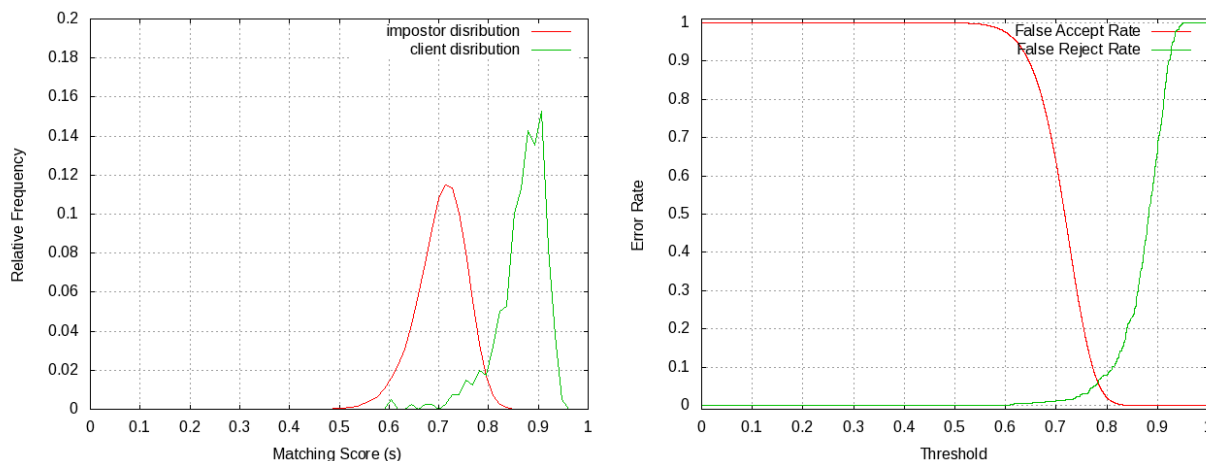 0.2
0.18
0.16
0.14
0.12
0.1
0.08
0.06
0.04
0.02
0
Relative Frequency
impostor disribution
client disribution
0 0.1 0.2 0.3 0.4 0.5 0.6 0.7 0.8 0.9 1
Matching Score (s)
1
0.9
0.8
0.7
0.6
0.5
0.4
0.3
0.2
0.1
0
Error Rate
False Accept Rate
False Reject Rate
0 0.1 0.2 0.3 0.4 0.5 0.6 0.7 0.8 0.9 1
Threshold